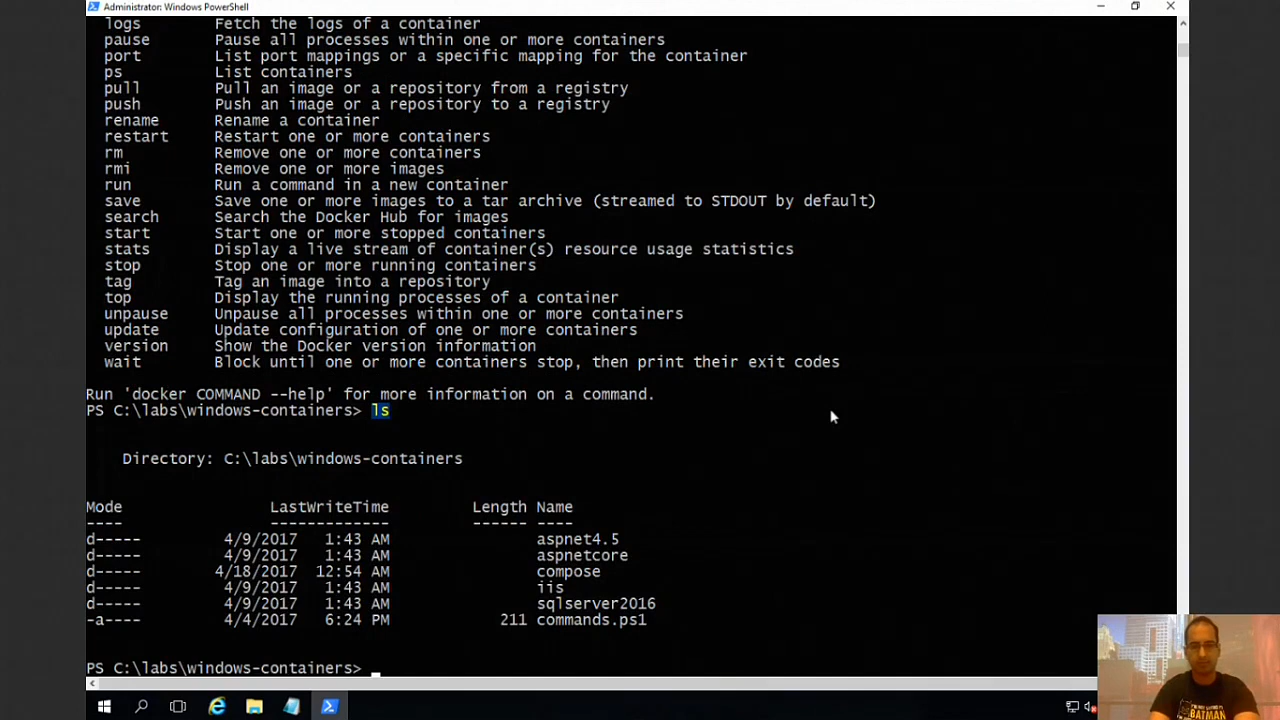 Administrator: Windows PowerShell
logs Fetch the logs of a container
pause Pause all processes within one or more containers
port List port mappings or a specific mapping for the container
ps List containers
pull Pull an image or a repository from a registry
push Push an image or a repository to a registry
rename Rename a container
restart Restart one or more containers
rm Remove one or more containers
rmi Remove one or more images
run Run a command in a new container
save Save one or more images to a tar archive (streamed to STDOUT by default)
search Search the Docker Hub for images
start Start one or more stopped containers
stats Display a live stream of container(s) resource usage statistics
stop Stop one or more running containers
tag Tag an image into a repository
top Display the running processes of a container
unpause Unpause all processes within one or more containers
update Update configuration of one or more containers
version Show the Docker version information
wait Block until one or more containers stop, then print their exit codes
Run 'docker COMMAND --help' for more information on a command.
PS C:\labs\windows-containers> ls
Directory: C:\labs\windows-containers
Mode LastWriteTime Length Name
---- ------------- ------ ----
d----- 4/9/2017 1:43 AM aspnet4.5
d----- 4/9/2017 1:43 AM aspnetcore
d----- 4/18/2017 12:54 AM compose
d----- 4/9/2017 1:43 AM iis
d----- 4/9/2017 1:43 AM sqlserver2016
-a---- 4/4/2017 6:24 PM 211 commands.ps1
PS C:\labs\windows-containers>
BATMAN